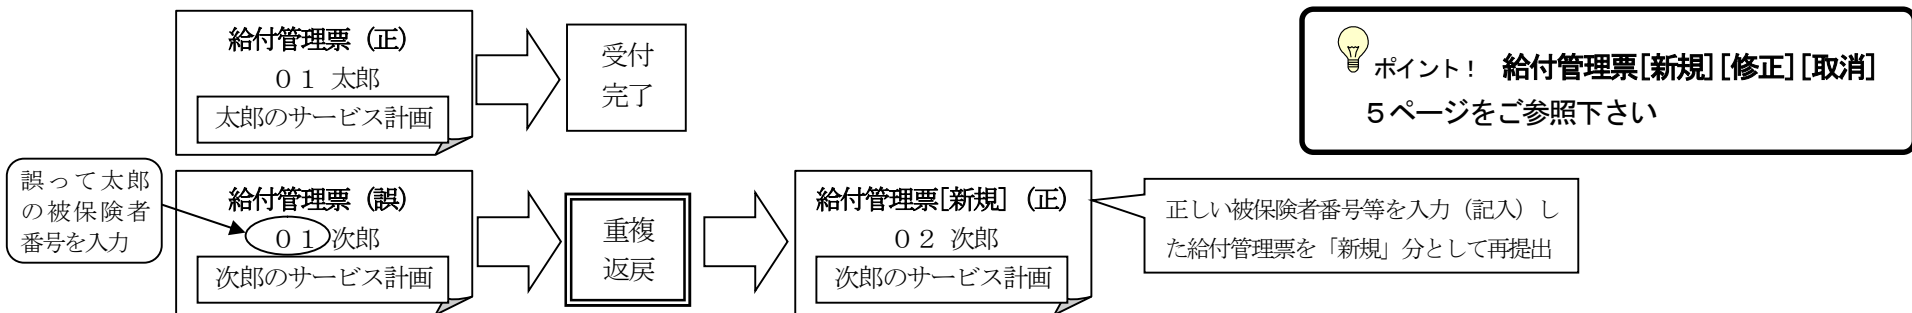 給付管理票（正）
０１ 太郎
太郎のサービス計画
受付
完了
ポイント！ 給付管理票[新規][修正][取消]
５ページをご参照下さい
誤って太郎
の被保険者
番号を入力
給付管理票（誤）
０１ 次郎
次郎のサービス計画
重複
返戻
給付管理票[新規]（正）
０２ 次郎
次郎のサービス計画
正しい被保険者番号等を入力（記入）し
た給付管理票を「新規」分として再提出